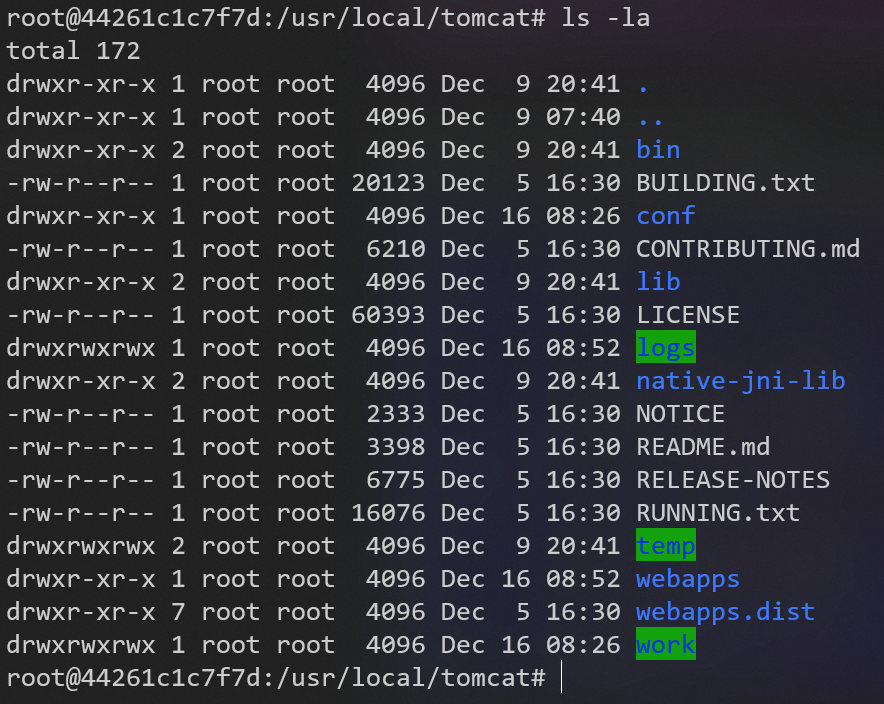 root@44261c1c7f7d:/usr/local/tomcat# ls -la
total 172
drwxr-xr-x 1 root root  4096 Dec  9 20:41 .
drwxr-xr-x 1 root root  4096 Dec  9 07:40 ..
drwxr-xr-x 2 root root  4096 Dec  9 20:41 bin
-rw-r--r-- 1 root root 20123 Dec  5 16:30 BUILDING.txt
drwxr-xr-x 1 root root  4096 Dec 16 08:26 conf
-rw-r--r-- 1 root root  6210 Dec  5 16:30 CONTRIBUTING.md
drwxr-xr-x 2 root root  4096 Dec  9 20:41 lib
-rw-r--r-- 1 root root 60393 Dec  5 16:30 LICENSE
drwxrwxrwx 1 root root  4096 Dec 16 08:52 logs
drwxr-xr-x 2 root root  4096 Dec  9 20:41 native-jni-lib
-rw-r--r-- 1 root root  2333 Dec  5 16:30 NOTICE
-rw-r--r-- 1 root root  3398 Dec  5 16:30 README.md
-rw-r--r-- 1 root root  6775 Dec  5 16:30 RELEASE-NOTES
-rw-r--r-- 1 root root 16076 Dec  5 16:30 RUNNING.txt
drwxrwxrwx 2 root root  4096 Dec  9 20:41 temp
drwxr-xr-x 1 root root  4096 Dec 16 08:52 webapps
drwxr-xr-x 7 root root  4096 Dec  5 16:30 webapps.dist
drwxrwxrwx 1 root root  4096 Dec 16 08:26 work
root@44261c1c7f7d:/usr/local/tomcat#